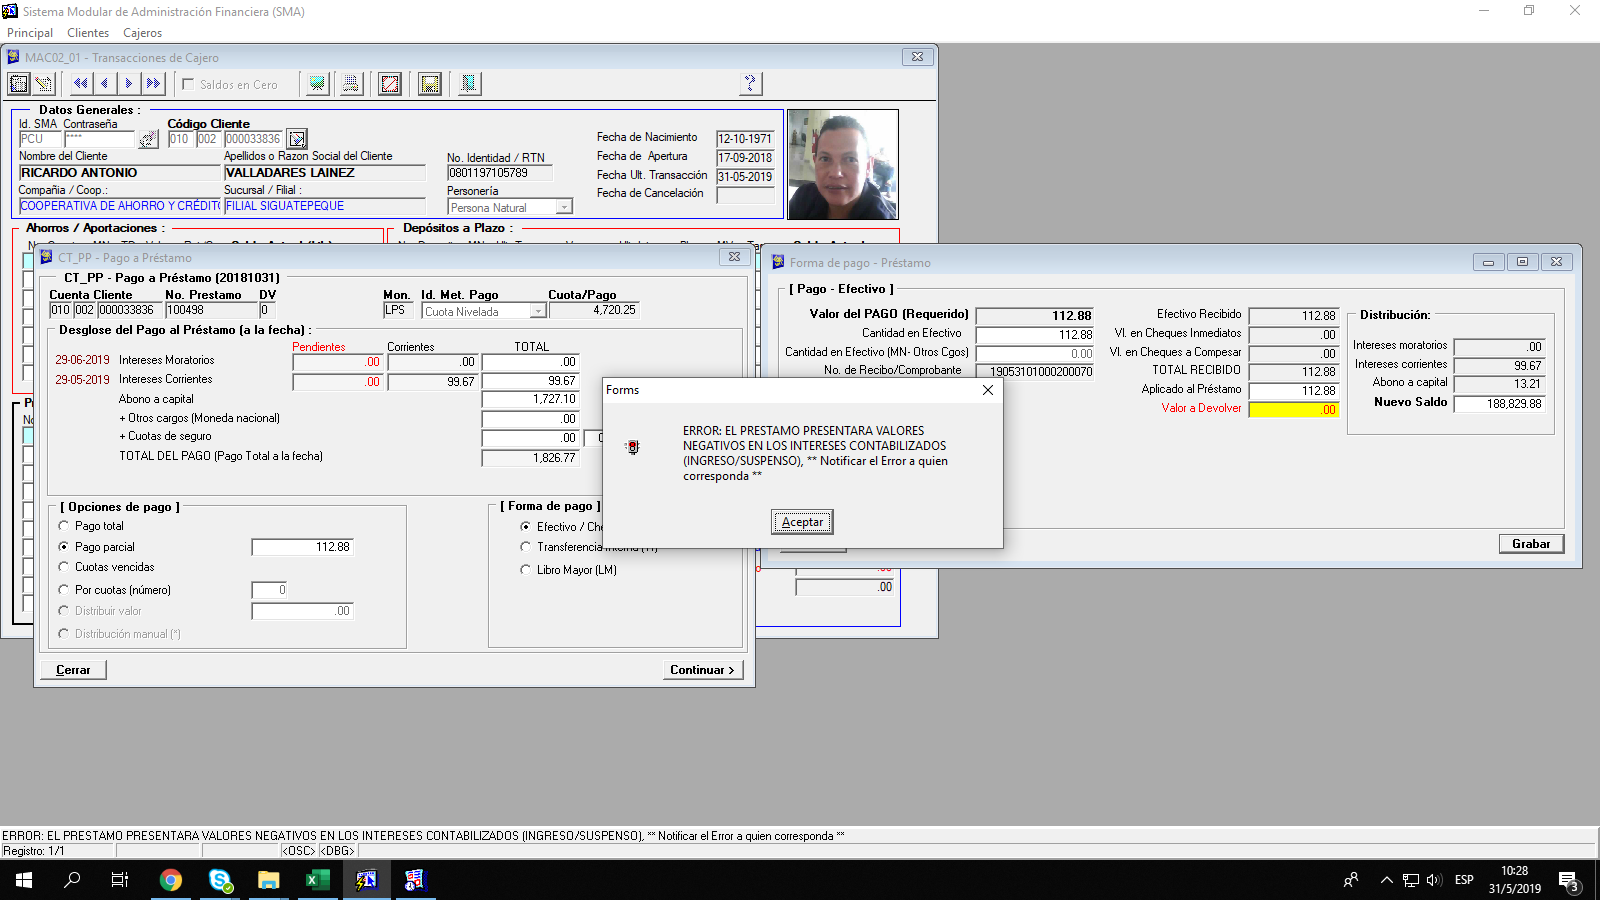 Sistema Modular de Administración Financiera (SMA)
Principal Clientes Cajeros
MAC02_01 - Transacciones de Cajero
Saldos en Cero
Datos Generales :
Id. SMA Contraseña Código Cliente
PCU **** 010 002 000033836
Nombre del Cliente Apellidos o Razon Social del Cliente
RICARDO ANTONIO VALLADARES LAINEZ
Compañia / Coop.: Sucursal / Filial :
COOPERATIVA DE AHORRO Y CRÉDITO FILIAL SIGUATEPEQUE
No. Identidad / RTN
0801197105789
Personería
Persona Natural
Fecha de Nacimiento 12-10-1971
Fecha de Apertura 17-09-2018
Fecha Ult. Transacción 31-05-2019
Fecha de Cancelación
Ahorros / Aportaciones :
Depósitos a Plazo :
CT_PP - Pago a Préstamo
CT_PP - Pago a Préstamo (20181031)
Cuenta Cliente No. Prestamo DV Mon. Id. Met. Pago Cuota/Pago
010 002 000033836 100498 0 LPS Cuota Nivelada 4,720.25
Desglose del Pago al Préstamo (a la fecha) :
Pendientes Corrientes TOTAL
29-06-2019 Intereses Moratorios .00 .00 .00
29-05-2019 Intereses Corrientes .00 99.67 99.67
Abono a capital 1,727.10
+ Otros cargos (Moneda nacional) .00
+ Cuotas de seguro .00
TOTAL DEL PAGO (Pago Total a la fecha) 1,826.77
[ Opciones de pago ]
Pago total
Pago parcial 112.88
Cuotas vencidas
Por cuotas (número) 0
Distribuir valor .00
Distribución manual (*)
[ Forma de pago ]
Efectivo / Che
Transferencia Interna (TI)
Libro Mayor (LM)
Cerrar
Continuar >
Forma de pago - Préstamo
[ Pago - Efectivo ]
Valor del PAGO (Requerido) 112.88
Cantidad en Efectivo 112.88
Cantidad en Efectivo (MN- Otros Cgos) 0.00
No. de Recibo/Comprobante 19053101000200070
Efectivo Recibido 112.88
Vl. en Cheques Inmediatos .00
Vl. en Cheques a Compesar .00
TOTAL RECIBIDO 112.88
Aplicado al Préstamo 112.88
Valor a Devolver .00
Distribución:
Intereses moratorios .00
Intereses corrientes 99.67
Abono a capital 13.21
Nuevo Saldo 188,829.88
Grabar
.00
.00
Forms
ERROR: EL PRESTAMO PRESENTARA VALORES
NEGATIVOS EN LOS INTERESES CONTABILIZADOS
(INGRESO/SUSPENSO), ** Notificar el Error a quien
corresponda **
Aceptar
ERROR: EL PRESTAMO PRESENTARA VALORES NEGATIVOS EN LOS INTERESES CONTABILIZADOS (INGRESO/SUSPENSO), ** Notificar el Error a quien corresponda **
Registro: 1/1 <OSC> <DBG>
ESP
10:28
31/5/2019
3